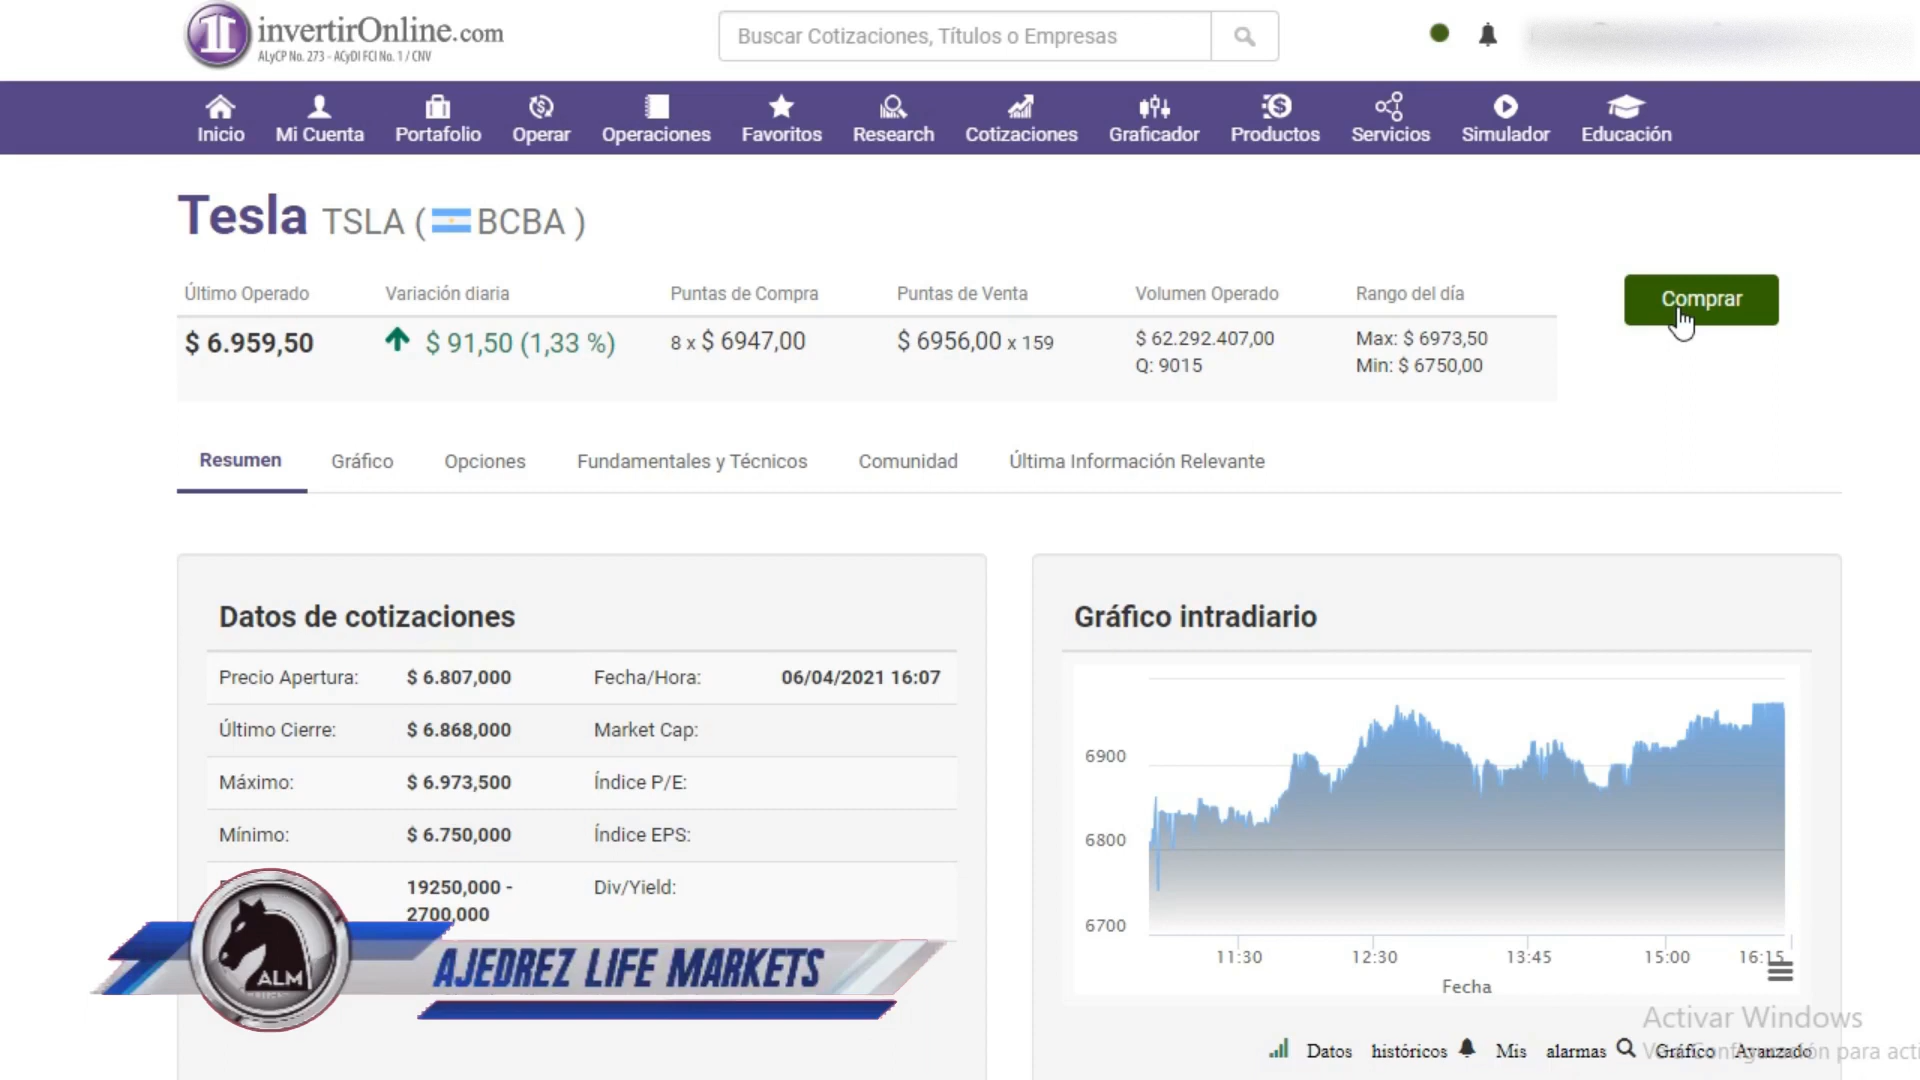 invertirOnline.com
ALyCP No. 273 - ACyDI FCI No. 1 / CNV
Buscar Cotizaciones, Títulos o Empresas
Inicio Mi Cuenta Portafolio Operar Operaciones Favoritos Research Cotizaciones Graficador Productos Servicios Simulador Educación
Tesla TSLA ( BCBA )
Último Operado Variación diaria Puntas de Compra Puntas de Venta Volumen Operado Rango del día
Comprar
$ 6.959,50 $ 91,50 (1,33 %) 8 x $ 6947,00 $ 6956,00 x 159 $ 62.292.407,00 Max: $ 6973,50
Q: 9015 Min: $ 6750,00
Resumen Gráfico Opciones Fundamentales y Técnicos Comunidad Última Información Relevante
Datos de cotizaciones
Precio Apertura: $ 6.807,000 Fecha/Hora: 06/04/2021 16:07
Último Cierre: $ 6.868,000 Market Cap:
Máximo: $ 6.973,500 Índice P/E:
Mínimo: $ 6.750,000 Índice EPS:
19250,000 - Div/Yield:
2700,000
Gráfico intradiario
6900
6800
6700
11:30 12:30 13:45 15:00 16:15
Fecha
Datos históricos Mis alarmas Gráfico Avanzado
ALM
AJEDREZ LIFE MARKETS
Activar Windows